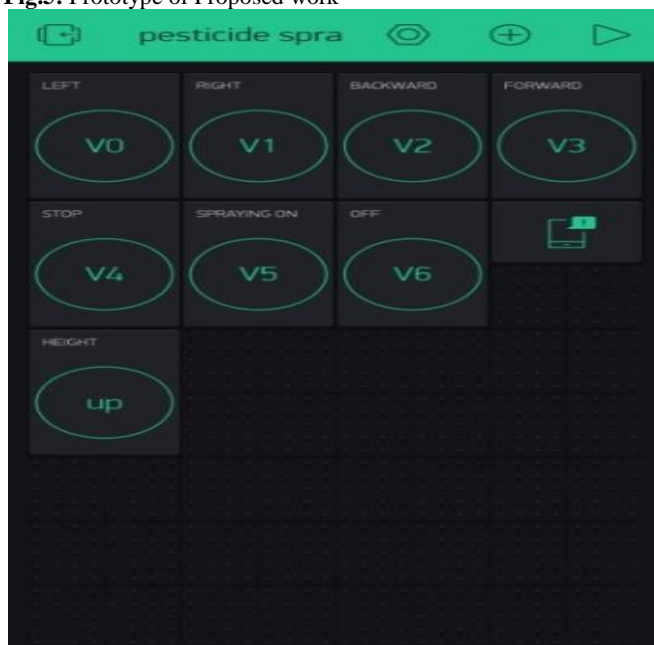 Fig.5. Prototype of Proposed work
pesticide spra
LEFT RIGHT BACKWARD FORWARD
V0 V1 V2 V3
STOP SPRAYING ON OFF
V4 V5 V6
HEIGHT
up